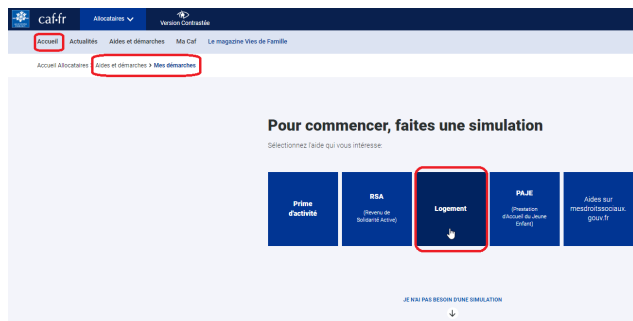 caf.fr
Allocataires
Version Contrastée
Accueil Actualités Aides et démarches Ma Caf Le magazine Vies de Famille
Accueil Allocataires > Aides et démarches > Mes démarches
Pour commencer, faites une simulation
Sélectionnez l'aide qui vous intéresse:
Prime
d'activité
RSA
(Revenu de
Solidarité Active)
Logement
PAJE
(Prestation
d'Accueil du Jeune
Enfant)
Aides sur
mesdroitssociaux.
gouv.fr
JE N'AI PAS BESOIN D'UNE SIMULATION